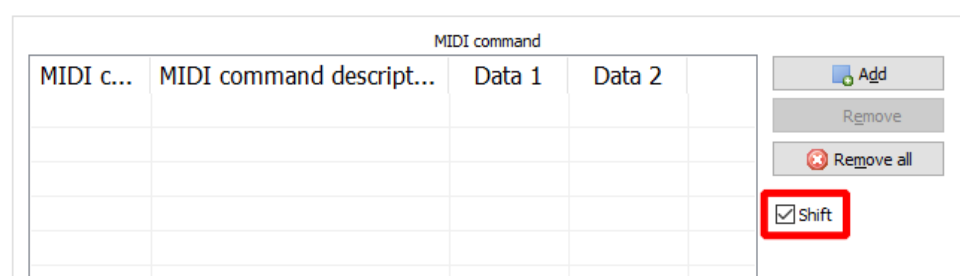 MIDI command
MIDI c... MIDI command descript... Data 1 Data 2
Add
Remove
Remove all
Shift